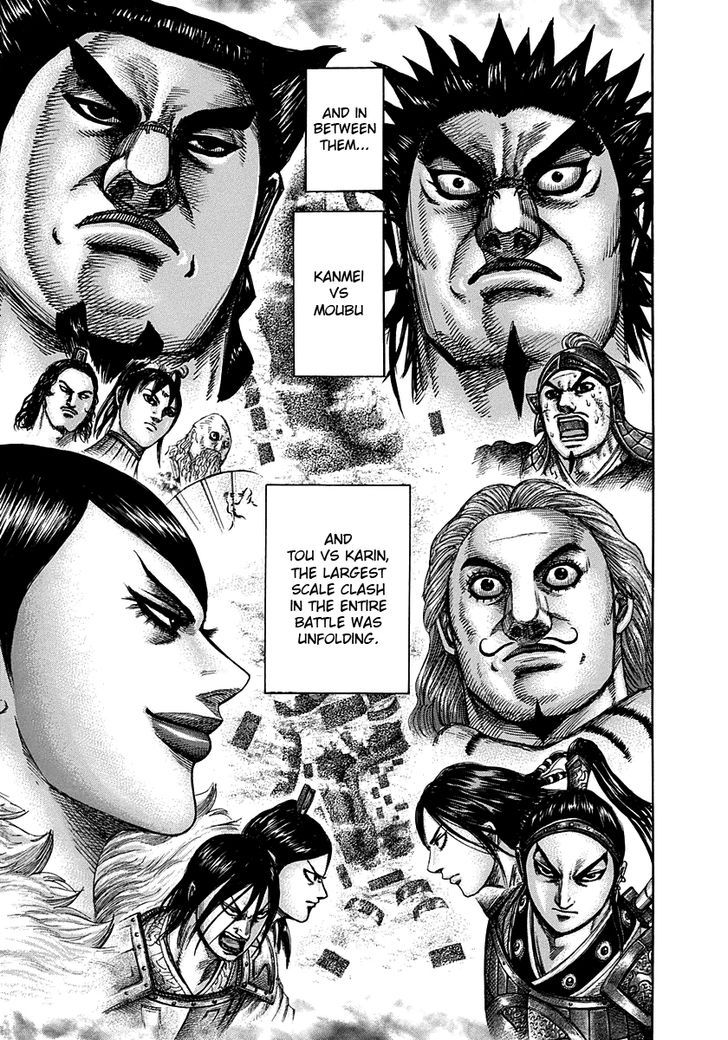 AND IN
BETWEEN
THEM...
KANMEI
VS
MOUBU
AND
TOU VS KARIN,
THE LARGEST
SCALE CLASH
IN THE ENTIRE
BATTLE WAS
UNFOLDING.